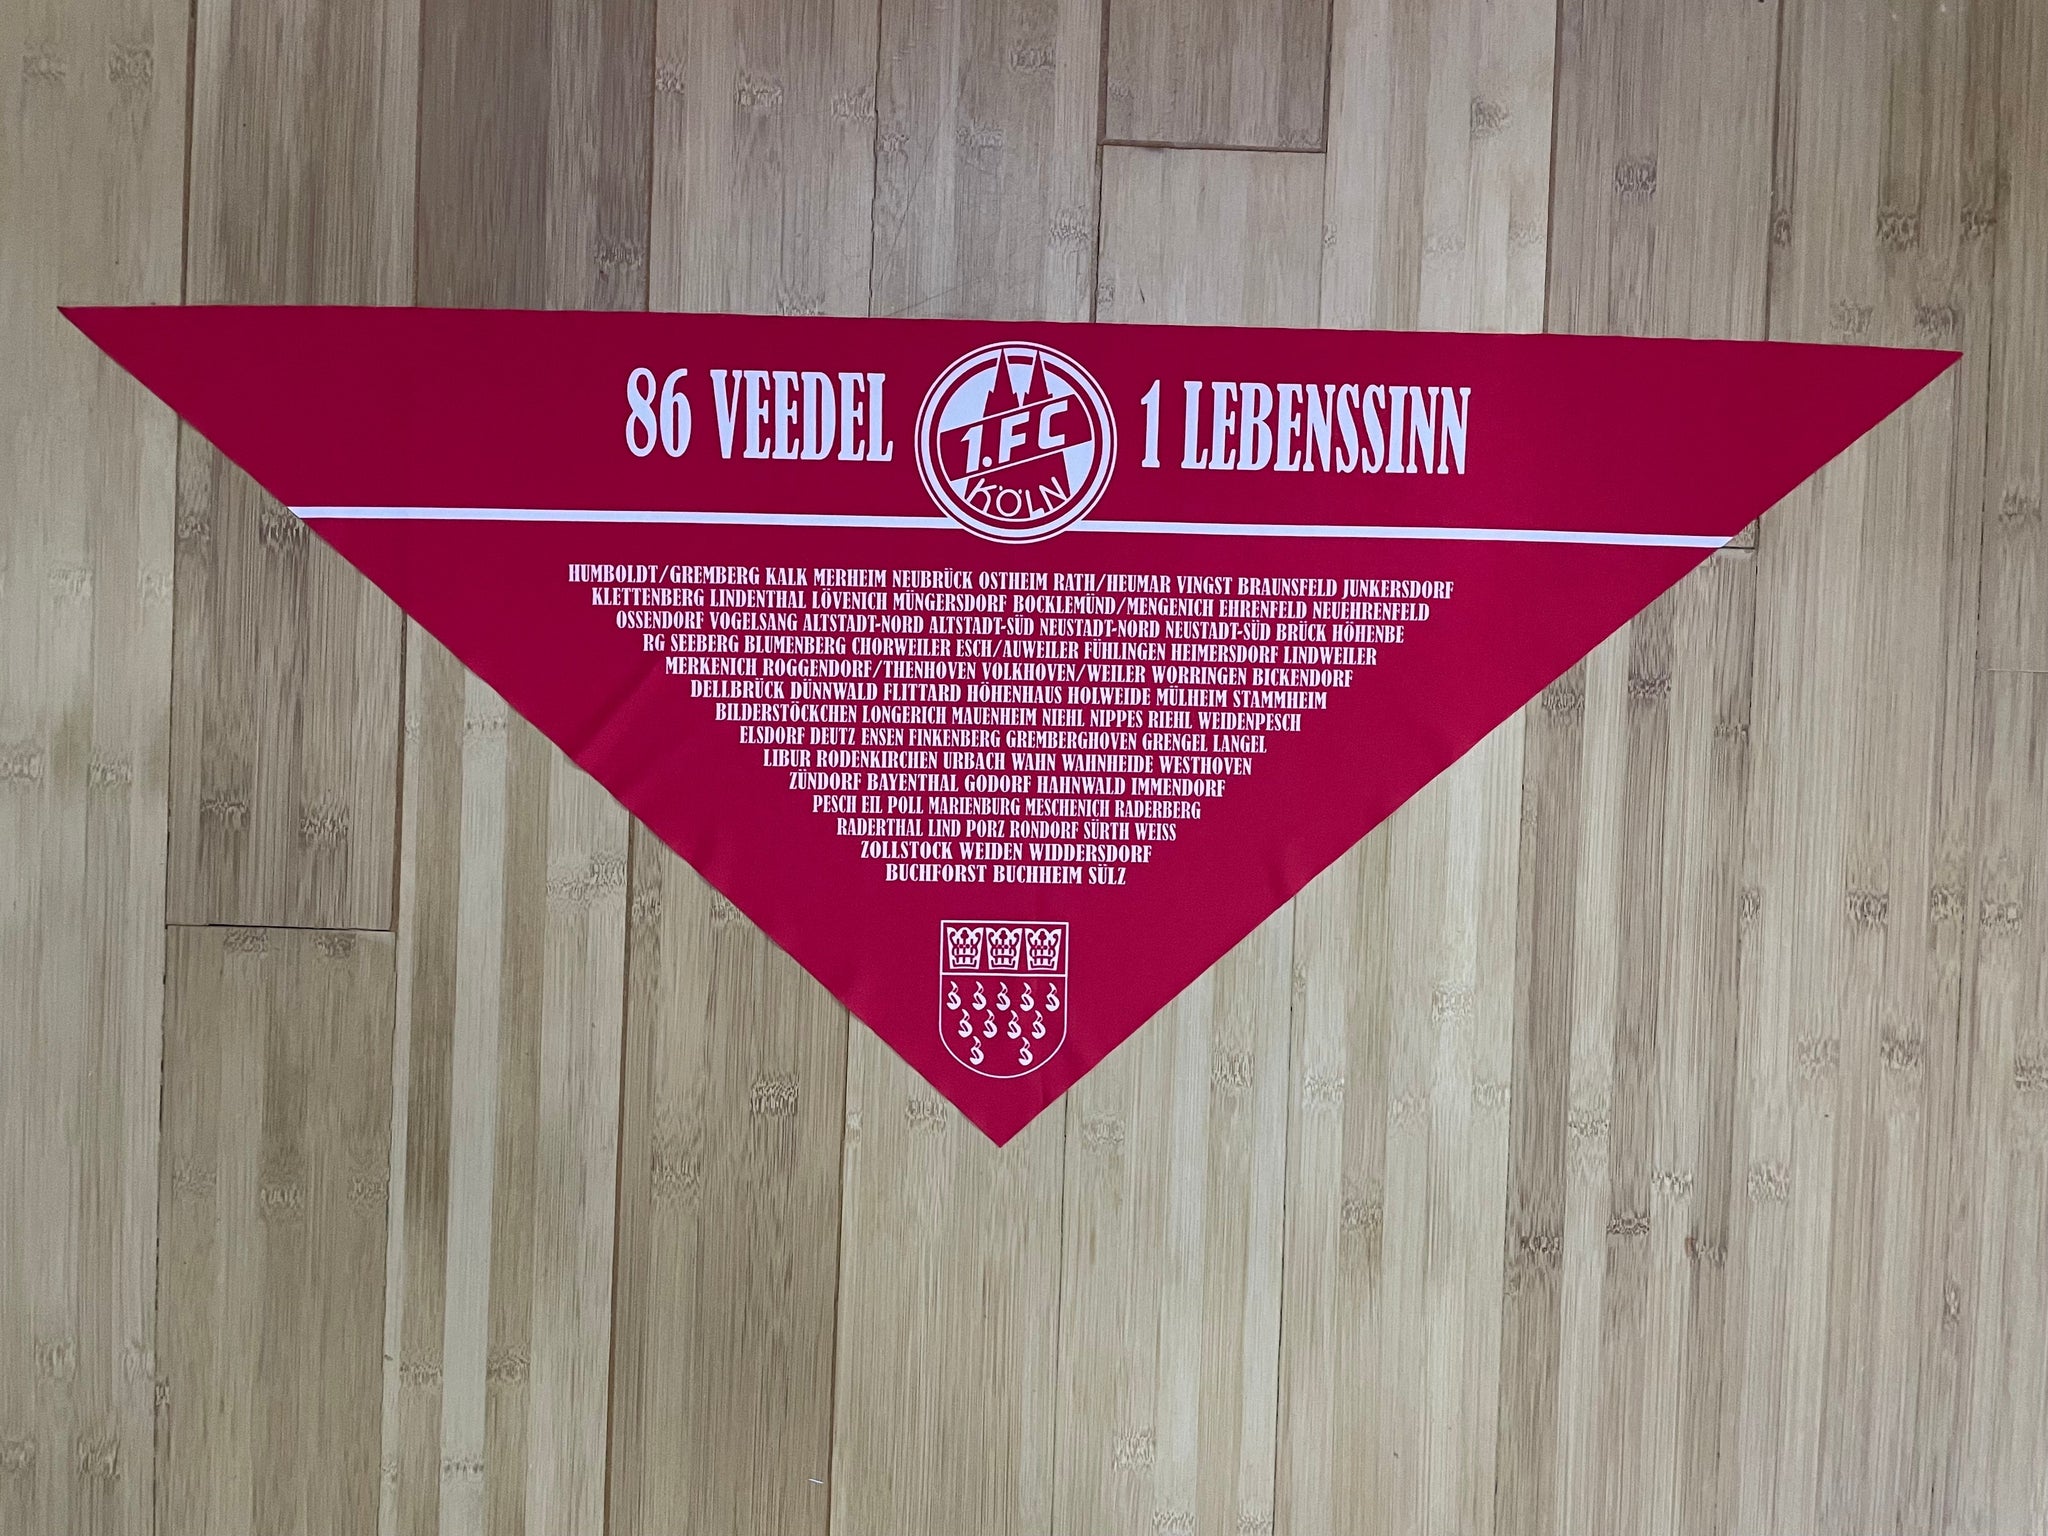 86 VEEDEL 1 LEBENSSINN
1.FC
KÖLN
HUMBOLDT/GREMBERG KALK MERHEIM NEUBRÜCK OSTHEIM RATH/HEUMAR VINGST BRAUNSFELD JUNKERSDORF
KLETTENBERG LINDENTHAL LÖVENICH MÜNGERSDORF BOCKLEMÜND/MENGENICH EHRENFELD NEUEHRENFELD
OSSENDORF VOGELSANG ALTSTADT-NORD ALTSTADT-SÜD NEUSTADT-NORD NEUSTADT-SÜD BRÜCK HÖHENBE
RG SEEBERG BLUMENBERG CHORWEILER ESCH/AUWEILER FÜHLINGEN HEIMERSDORF LINDWEILER
MERKENICH ROGGENDORF/THENHOVEN VOLKHOVEN/WEILER WORRINGEN BICKENDORF
DELLBRÜCK DÜNNWALD FLITTARD HÖHENHAUS HOLWEIDE MÜLHEIM STAMMHEIM
BILDERSTÖCKCHEN LONGERICH MAUENHEIM NIEHL NIPPES RIEHL WEIDENPESCH
ELSDORF DEUTZ ENSEN FINKENBERG GREMBERGHOVEN GRENGEL LANGEL
LIBUR RODENKIRCHEN URBACH WAHN WAHNHEIDE WESTHOVEN
ZÜNDORF BAYENTHAL GODORF HAHNWALD IMMENDORF
PESCH EIL POLL MARIENBURG MESCHENICH RADERBERG
RADERTHAL LIND PORZ RONDORF SÜRTH WEISS
ZOLLSTOCK WEIDEN WIDDERSDORF
BUCHFORST BUCHHEIM SÜLZ